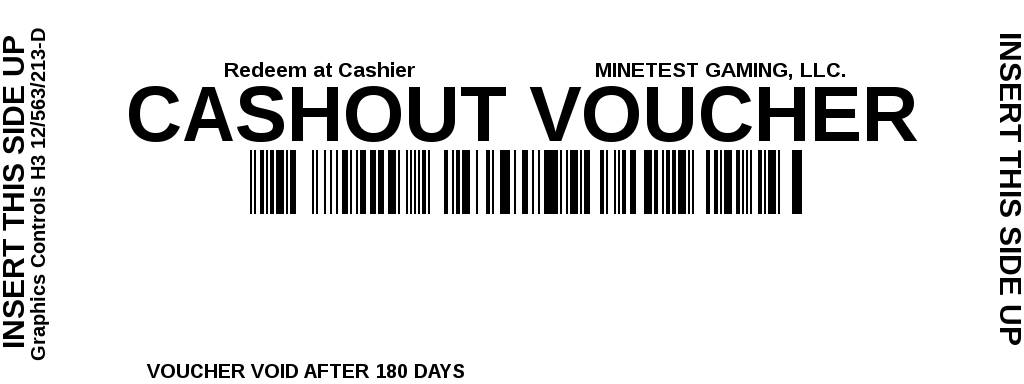 INSERT THIS SIDE UP
Graphics Controls H3 12/563/213-D
Redeem at Cashier
MINETEST GAMING, LLC.
CASHOUT VOUCHER
VOUCHER VOID AFTER 180 DAYS
INSERT THIS SIDE UP